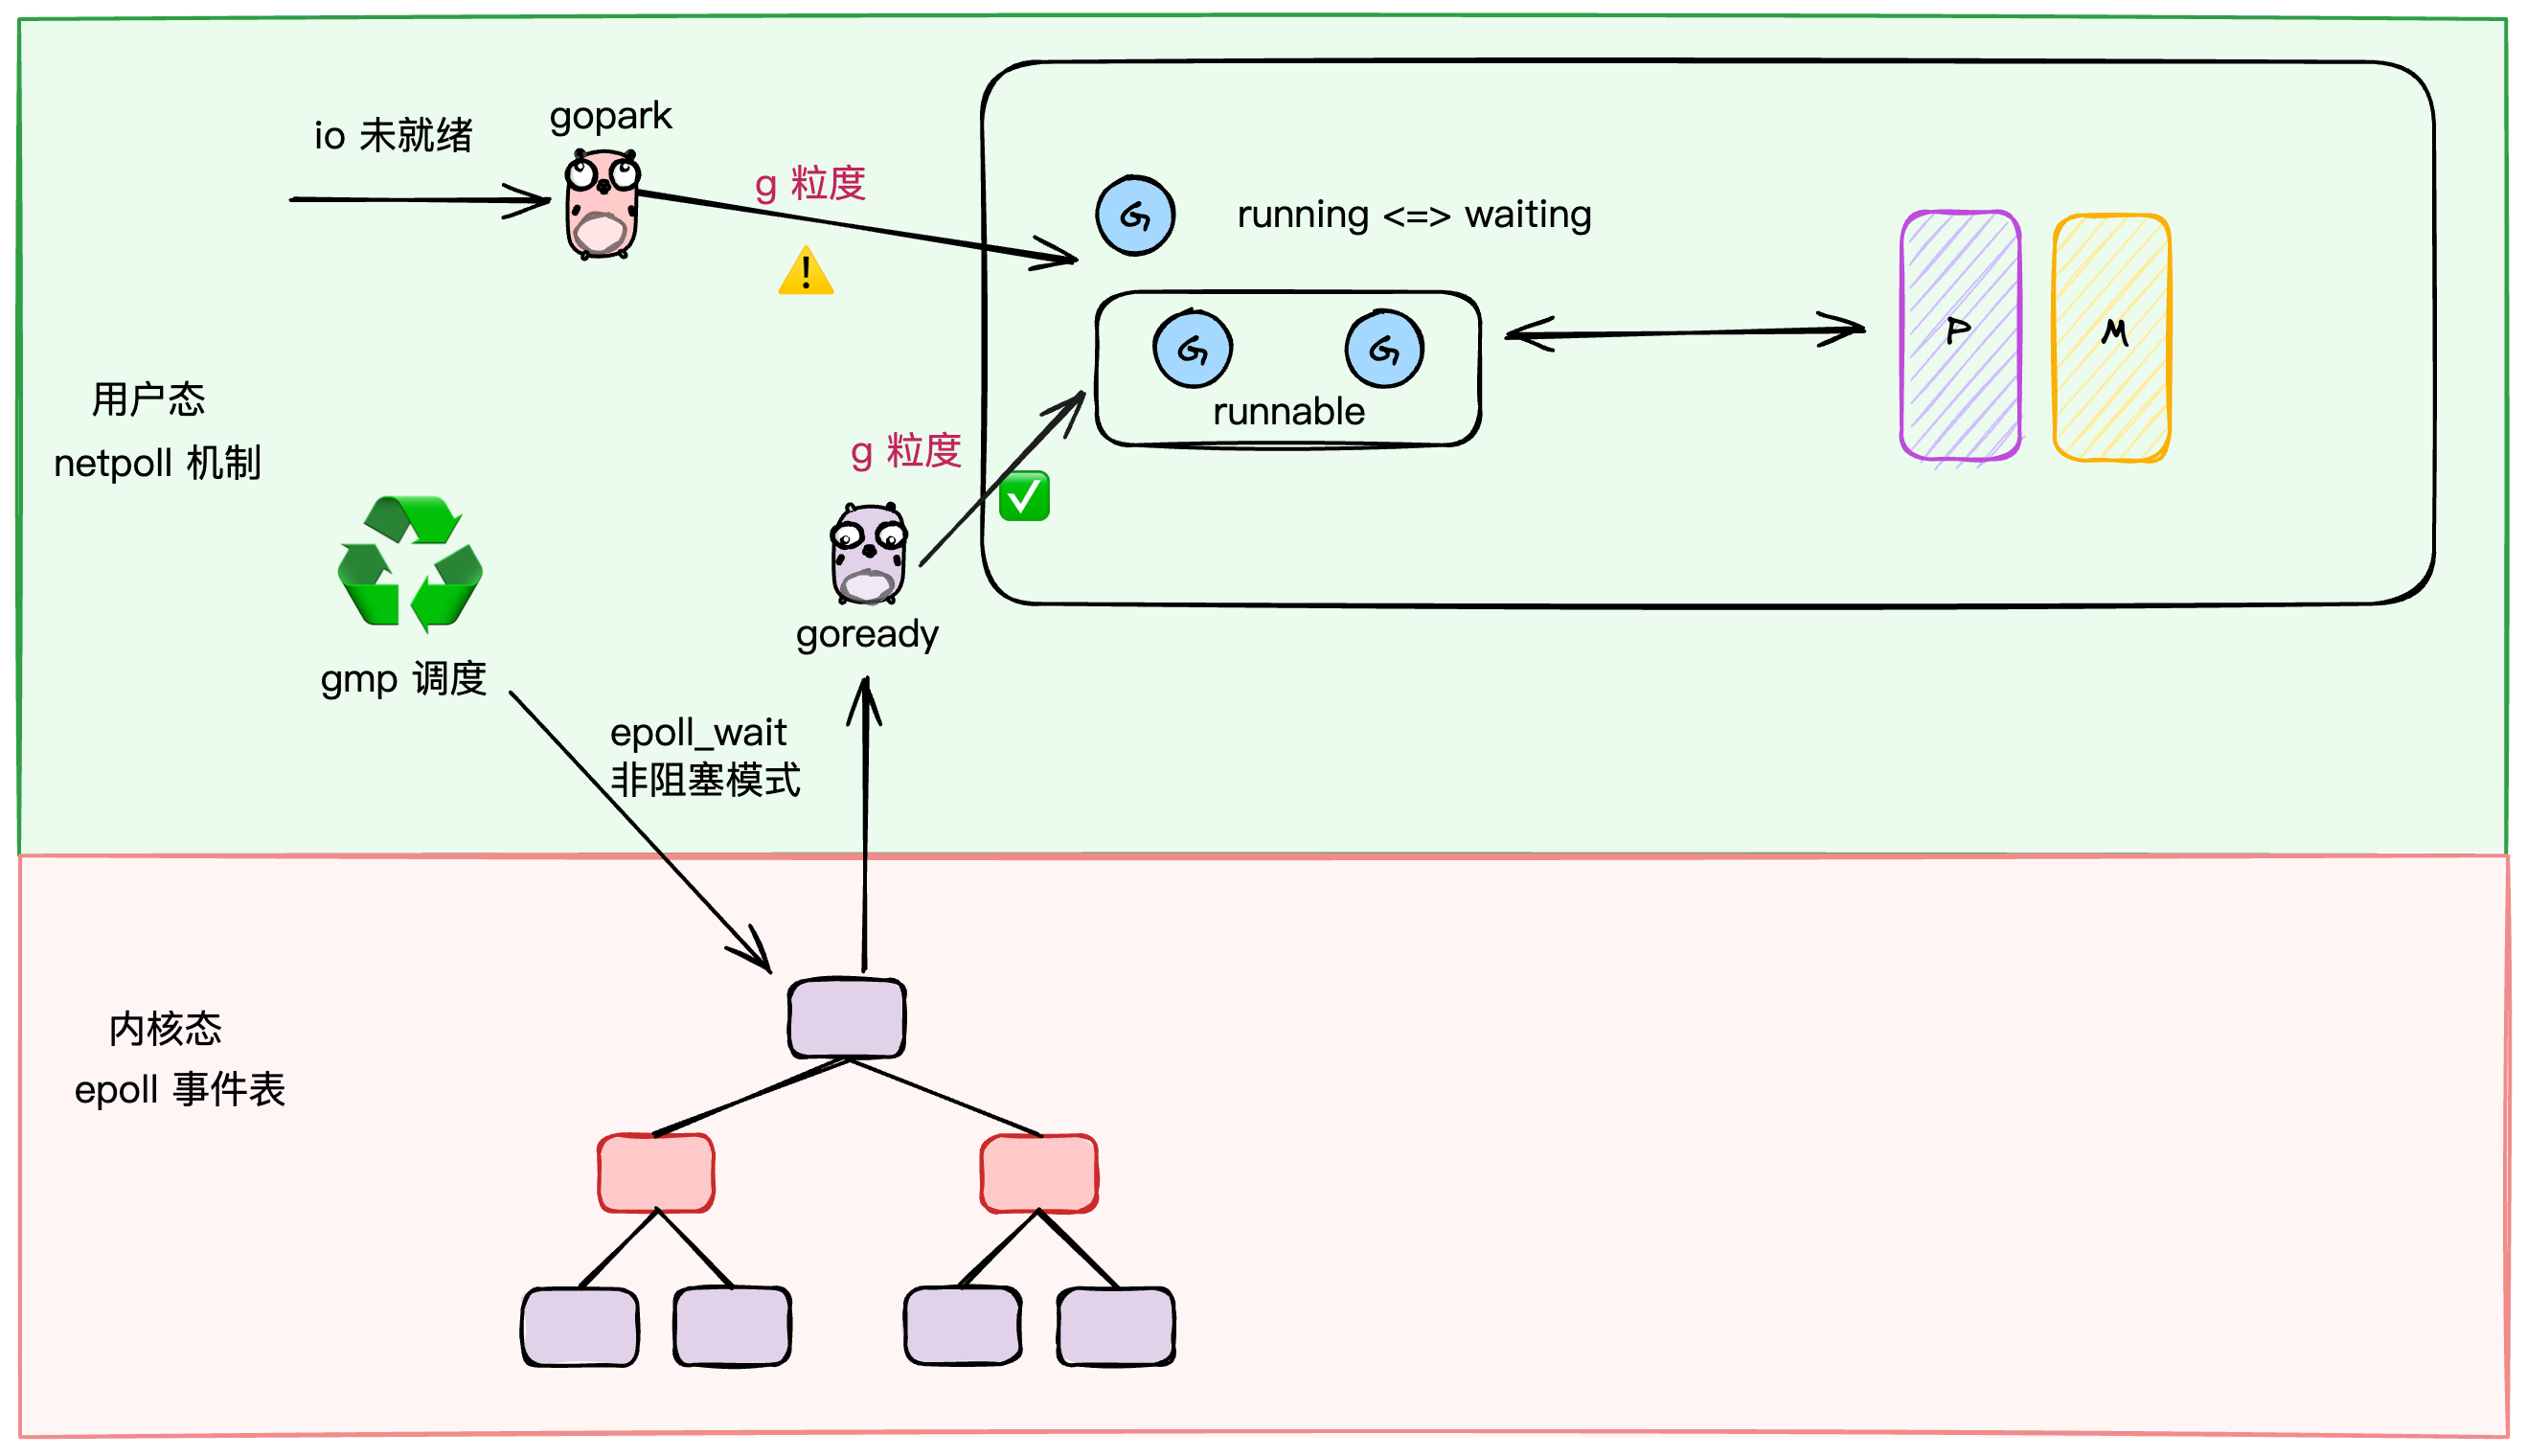 gopark
io 未就绪
g 粒度
G
running <=> waiting
G
G
runnable
P
M
用户态
netpoll 机制
g 粒度
goready
gmp 调度
epoll_wait
非阻塞模式
内核态
epoll 事件表